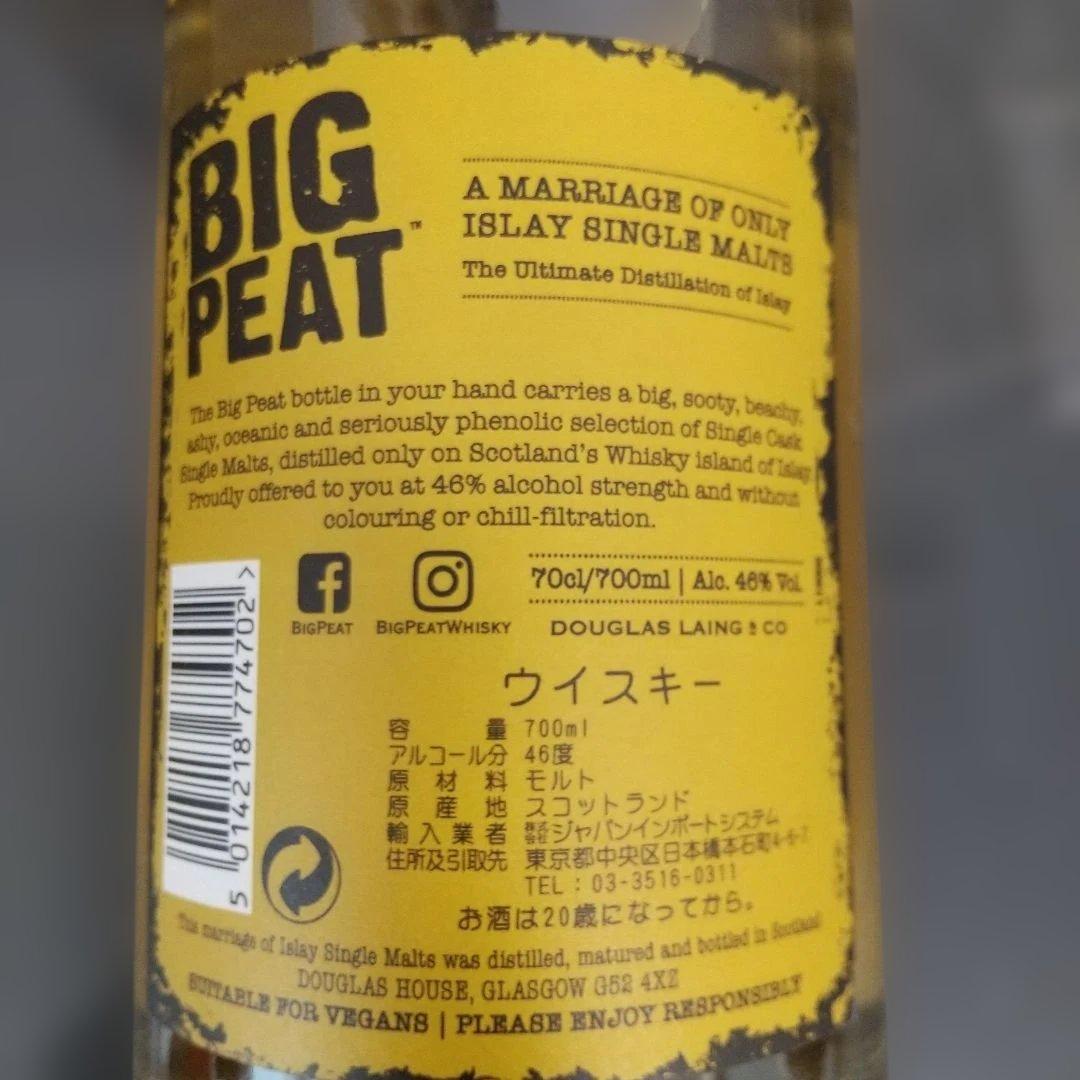 BIG
PEAT™
A MARRIAGE OF ONLY
ISLAY SINGLE MALTS
The Ultimate Distillation of Islay
The Big Peat bottle in your hand carries a big, sooty, beachy,
ashy, oceanic and seriously phenolic selection of Single Cask
Single Malts, distilled only on Scotland's Whisky island of Islay
Proudly offered to you at 46% alcohol strength and without
colouring or chill-filtration.
BIGPEAT
BIGPEATWHISKY
70cl/700ml | Alc. 46% Vol.
DOUGLAS LAING & CO
5 014218 774702 >
ウイスキー
容量 700ml
アルコール分 46度
原材料 モルト
原産地 スコットランド
輸入業者 株式会社ジャパンインポートシステム
住所及引取先 東京都中央区日本橋本石町4-6-7
TEL : 03-3516-0311
お酒は20歳になってから。
This marriage of Islay Single Malts was distilled, matured and bottled in Scotland
DOUGLAS HOUSE, GLASGOW G52 4XZ
SUITABLE FOR VEGANS | PLEASE ENJOY RESPONSIBLY